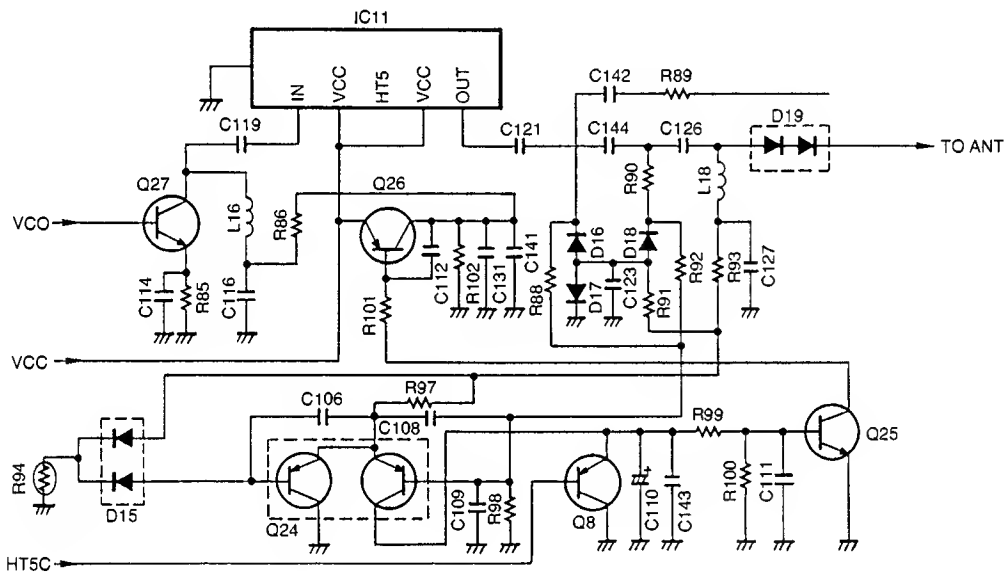 IC11
IN
VCC
HT5
VCC
OUT
C142
R89
C119
C121
C144
C126
D19
TO ANT
Q27
Q26
R90
L18
VCO
L16
R86
D16
D18
C114
R85
C116
C112
R102
C131
C141
R88
D17
C123
R91
R92
R93
C127
R101
VCC
C106
R97
C108
R99
Q25
R94
D15
Q24
C109
R98
Q8
+
C110
C143
R100
C111
HT5C